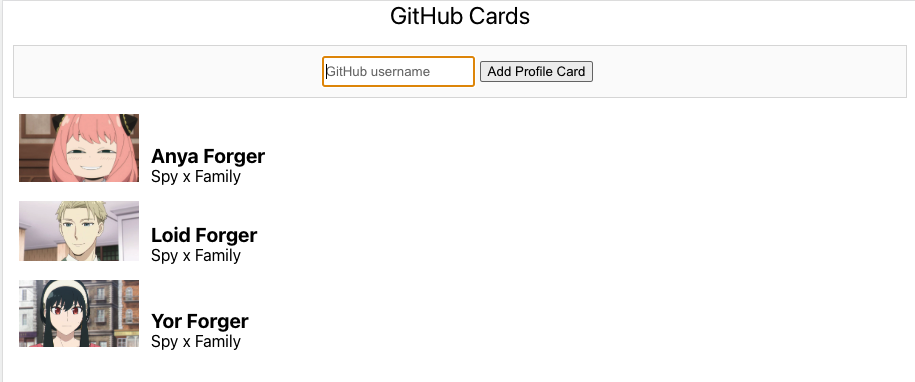 GitHub Cards
GitHub username
Add Profile Card
Anya Forger
Spy x Family
Loid Forger
Spy x Family
Yor Forger
Spy x Family